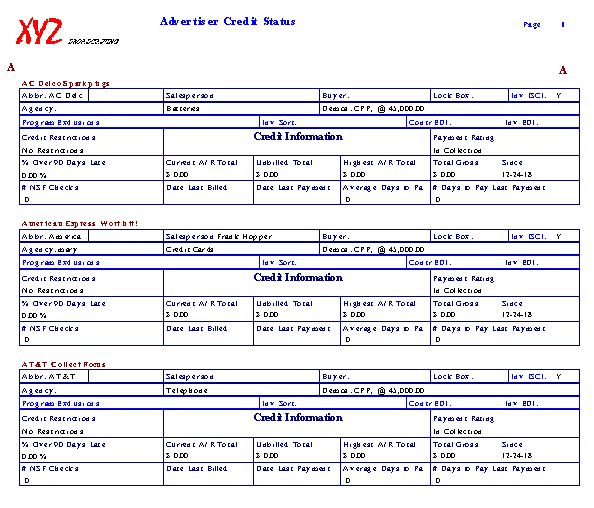 Advertiser Credit Status Page 1
XYZ BROADCASTING
A A
AC Delco Sparkplugs
Abbr. AC Delc Salesperson Buyer. Lock Box. Inv ISCI. Y
Agency. Batteries Demos. CPP, @ 45,000.00
Program Exclusions Inv Sort. Contr EDI. Inv EDI.
Credit Restrictions Credit Information Payment Rating
No Restrictions In Collection
% Over 90 Days Late Current A/R Total Unbilled Total Highest A/R Total Total Gross Since
0.00 % $ 0.00 $ 0.00 $ 0.00 $ 0.00 12-24-18
# NSF Checks Date Last Billed Date Last Payment Average Days to Pa # Days to Pay Last Payment
0 0 0
American Express Worth It!
Abbr. America Salesperson Frank Hopper Buyer. Lock Box. Inv ISCI. Y
Agency. mary Credit Cards Demos. CPP, @ 45,000.00
Program Exclusions Inv Sort. Contr EDI. Inv EDI.
Credit Restrictions Credit Information Payment Rating
No Restrictions In Collection
% Over 90 Days Late Current A/R Total Unbilled Total Highest A/R Total Total Gross Since
0.00 % $ 0.00 $ 0.00 $ 0.00 $ 0.00 12-24-18
# NSF Checks Date Last Billed Date Last Payment Average Days to Pa # Days to Pay Last Payment
0 0 0
AT&T Collect Focus
Abbr. AT&T Salesperson Buyer. Lock Box. Inv ISCI. Y
Agency. Telephone Demos. CPP, @ 45,000.00
Program Exclusions Inv Sort. Contr EDI. Inv EDI.
Credit Restrictions Credit Information Payment Rating
No Restrictions In Collection
% Over 90 Days Late Current A/R Total Unbilled Total Highest A/R Total Total Gross Since
0.00 % $ 0.00 $ 0.00 $ 0.00 $ 0.00 12-24-18
# NSF Checks Date Last Billed Date Last Payment Average Days to Pa # Days to Pay Last Payment
0 0 0